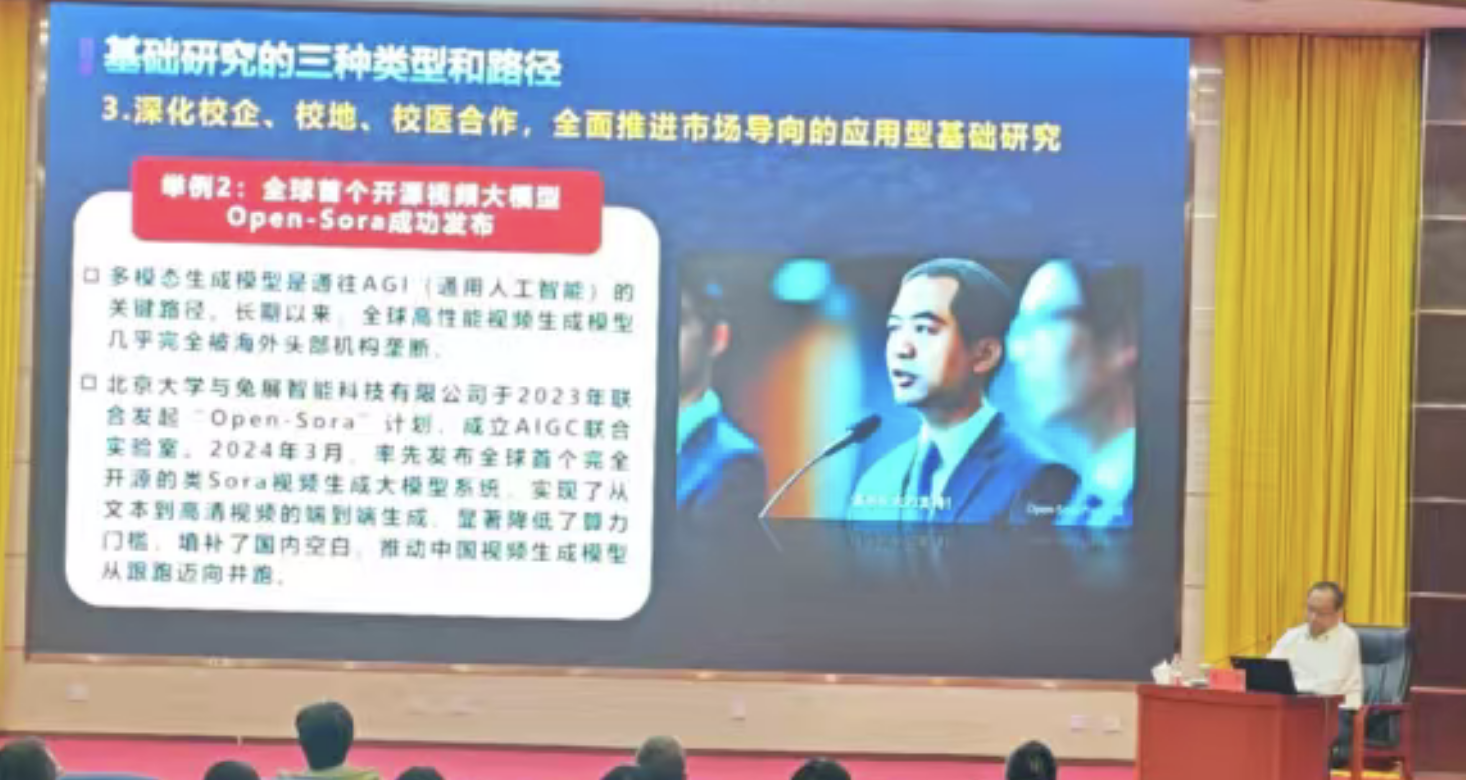 基础研究的三种类型和路径
3.深化校企、校地、校医合作，全面推进市场导向的应用型基础研究
举例2：全球首个开源视频大模型
Open-Sora成功发布
多模态生成模型是通往AGI（通用人工智能）的
关键路径。长期以来，全球高性能视频生成模型
几乎完全被海外头部机构垄断。
北京大学与兔展智能科技有限公司于2023年联
合发起“Open-Sora”计划，成立AIGC联合
实验室。2024年3月，率先发布全球首个完全
开源的类Sora视频生成大模型系统，实现了从
文本到高清视频的端到端生成，显著降低了算力
门槛，填补了国内空白，推动中国视频生成模型
从跟跑迈向并跑。